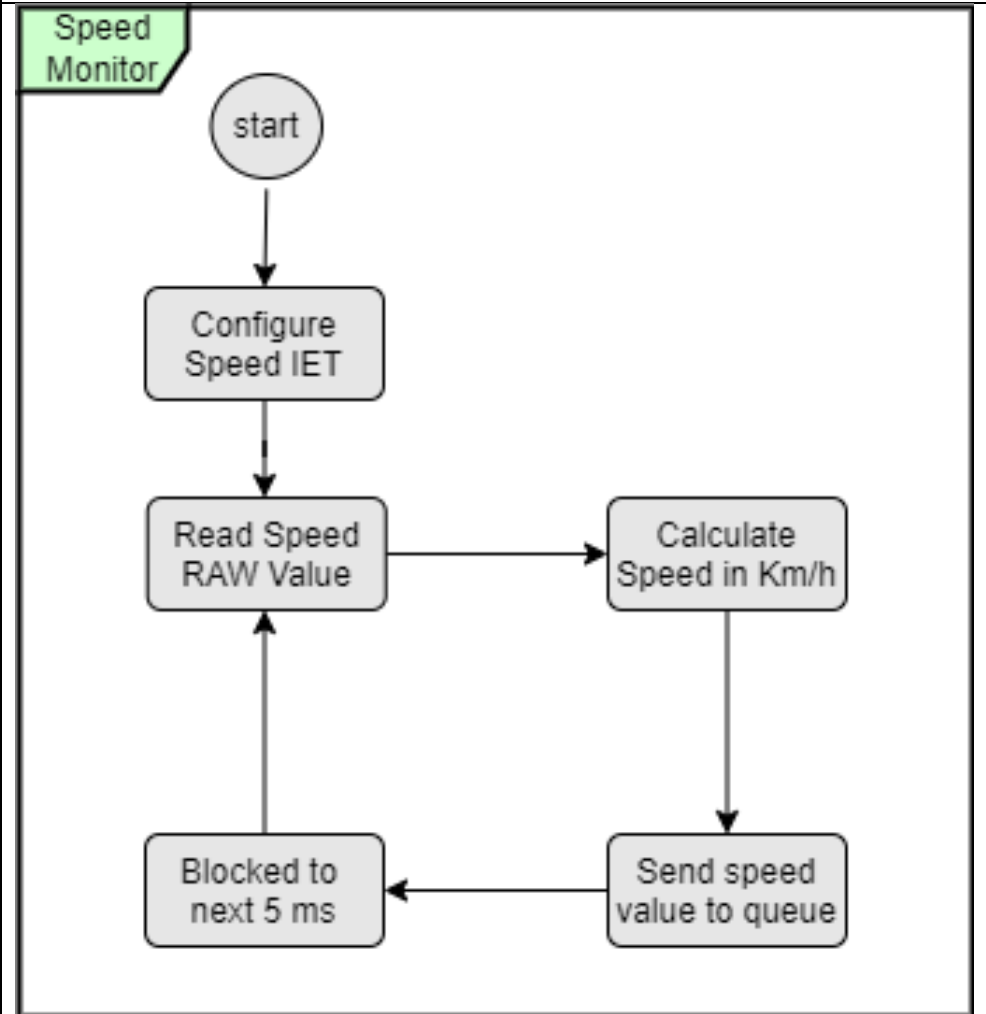 Speed
Monitor
start
Configure
Speed IET
Read Speed
RAW Value
Calculate
Speed in Km/h
Blocked to
next 5 ms
Send speed
value to queue